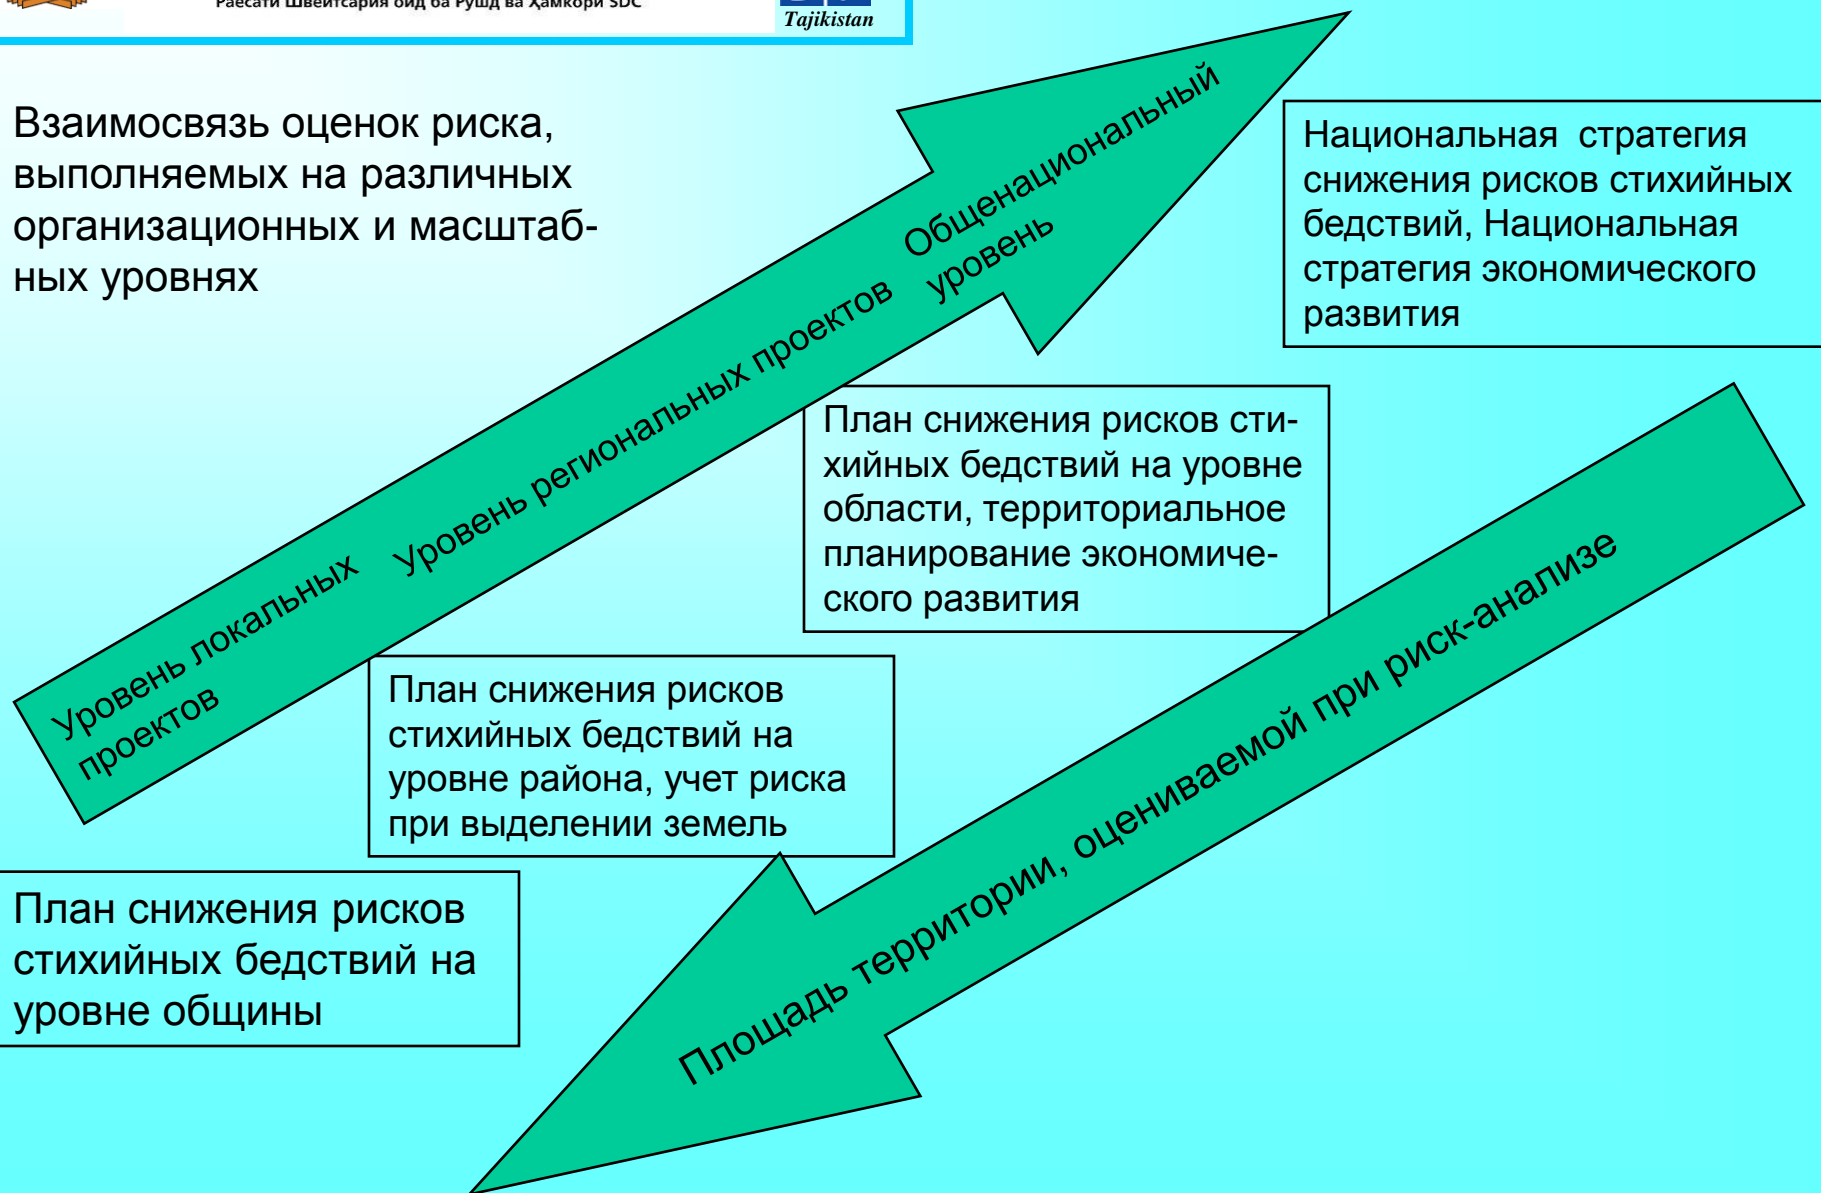 Раёсати Швейтсария оид ба Рушд ва Ҳамкорӣ SDC
Tajikistan
Взаимосвязь оценок риска,
выполняемых на различных
организационных и масштаб-
ных уровнях
Общенациональный
уровень
Национальная стратегия
снижения рисков стихийных
бедствий, Национальная
стратегия экономического
развития
Уровень региональных проектов
План снижения рисков сти-
хийных бедствий на уровне
области, территориальное
планирование экономиче-
ского развития
Уровень локальных
проектов
План снижения рисков
стихийных бедствий на
уровне района, учет риска
при выделении земель
Площадь территории, оцениваемой при риск-анализе
План снижения рисков
стихийных бедствий на
уровне общины